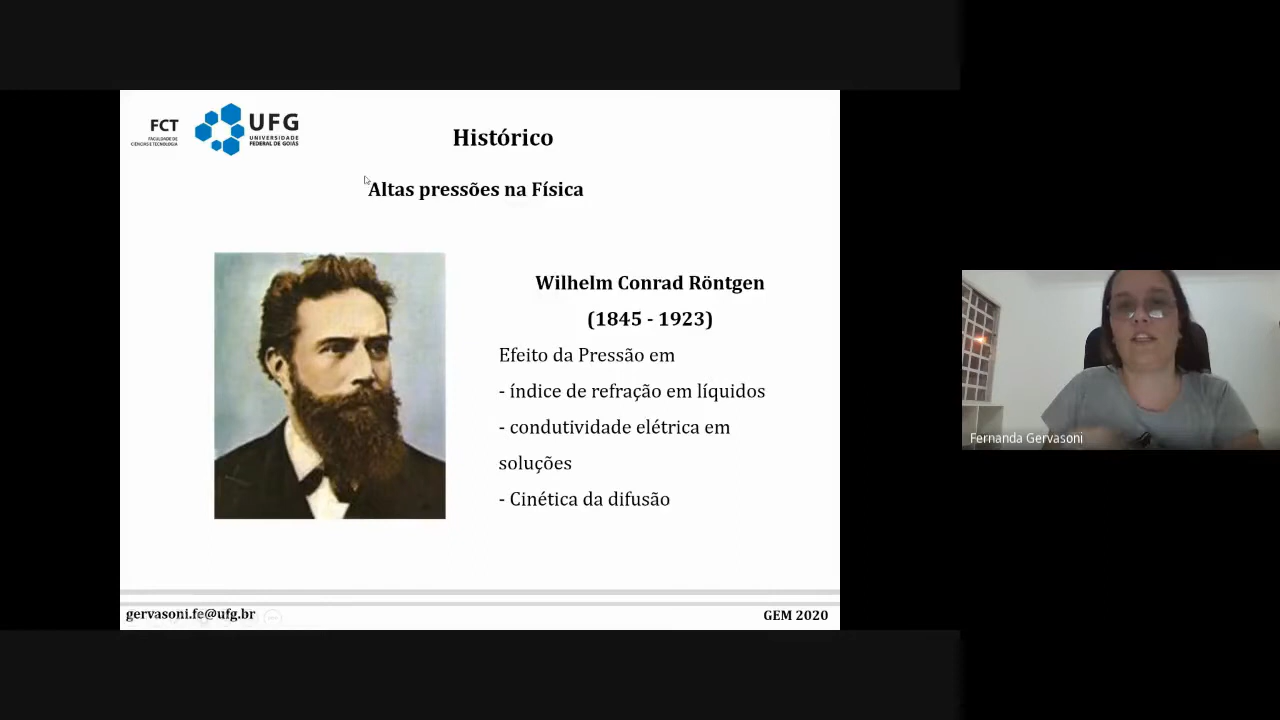 FCT
FACULDADE DE
CIÊNCIAS E TECNOLOGIA
UFG
UNIVERSIDADE
FEDERAL DE GOIÁS
Histórico
Altas pressões na Física
Wilhelm Conrad Röntgen
(1845 - 1923)
Efeito da Pressão em
- índice de refração em líquidos
- condutividade elétrica em
soluções
- Cinética da difusão
gervasoni.fe@ufg.br
GEM 2020
Fernanda Gervasoni